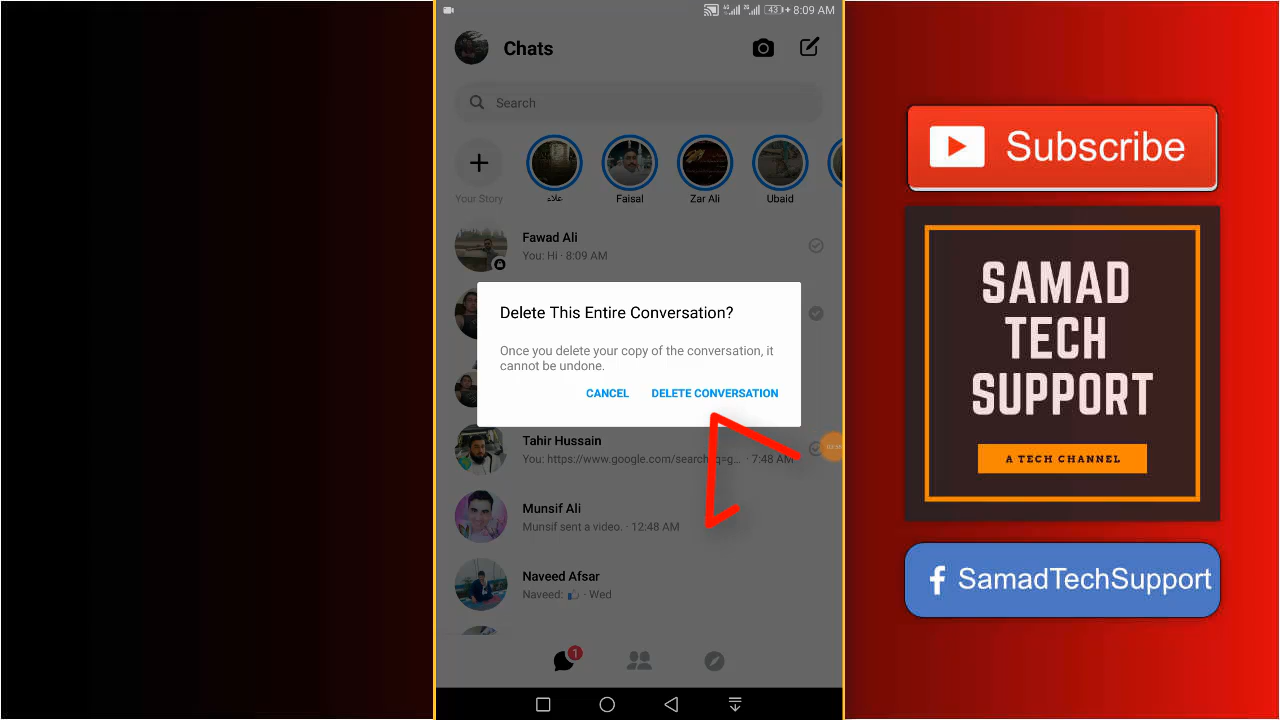 8:09 AM
Chats
Search
Your Story
علاء
Faisal
Zar Ali
Ubaid
Fawad Ali
You: Hi · 8:09 AM
Delete This Entire Conversation?
Once you delete your copy of the conversation, it
cannot be undone.
CANCEL
DELETE CONVERSATION
Tahir Hussain
You: https://www.google.com/search?q=g... · 7:48 AM
Munsif Ali
Munsif sent a video. · 12:48 AM
Naveed Afsar
Naveed: 👍 · Wed
1
Subscribe
SAMAD
TECH
SUPPORT
A TECH CHANNEL
SamadTechSupport